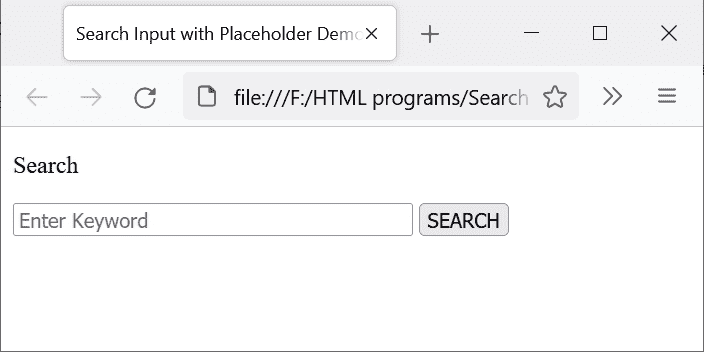 Search Input with Placeholder Demo
file:///F:/HTML programs/Search
Search
Enter Keyword
SEARCH